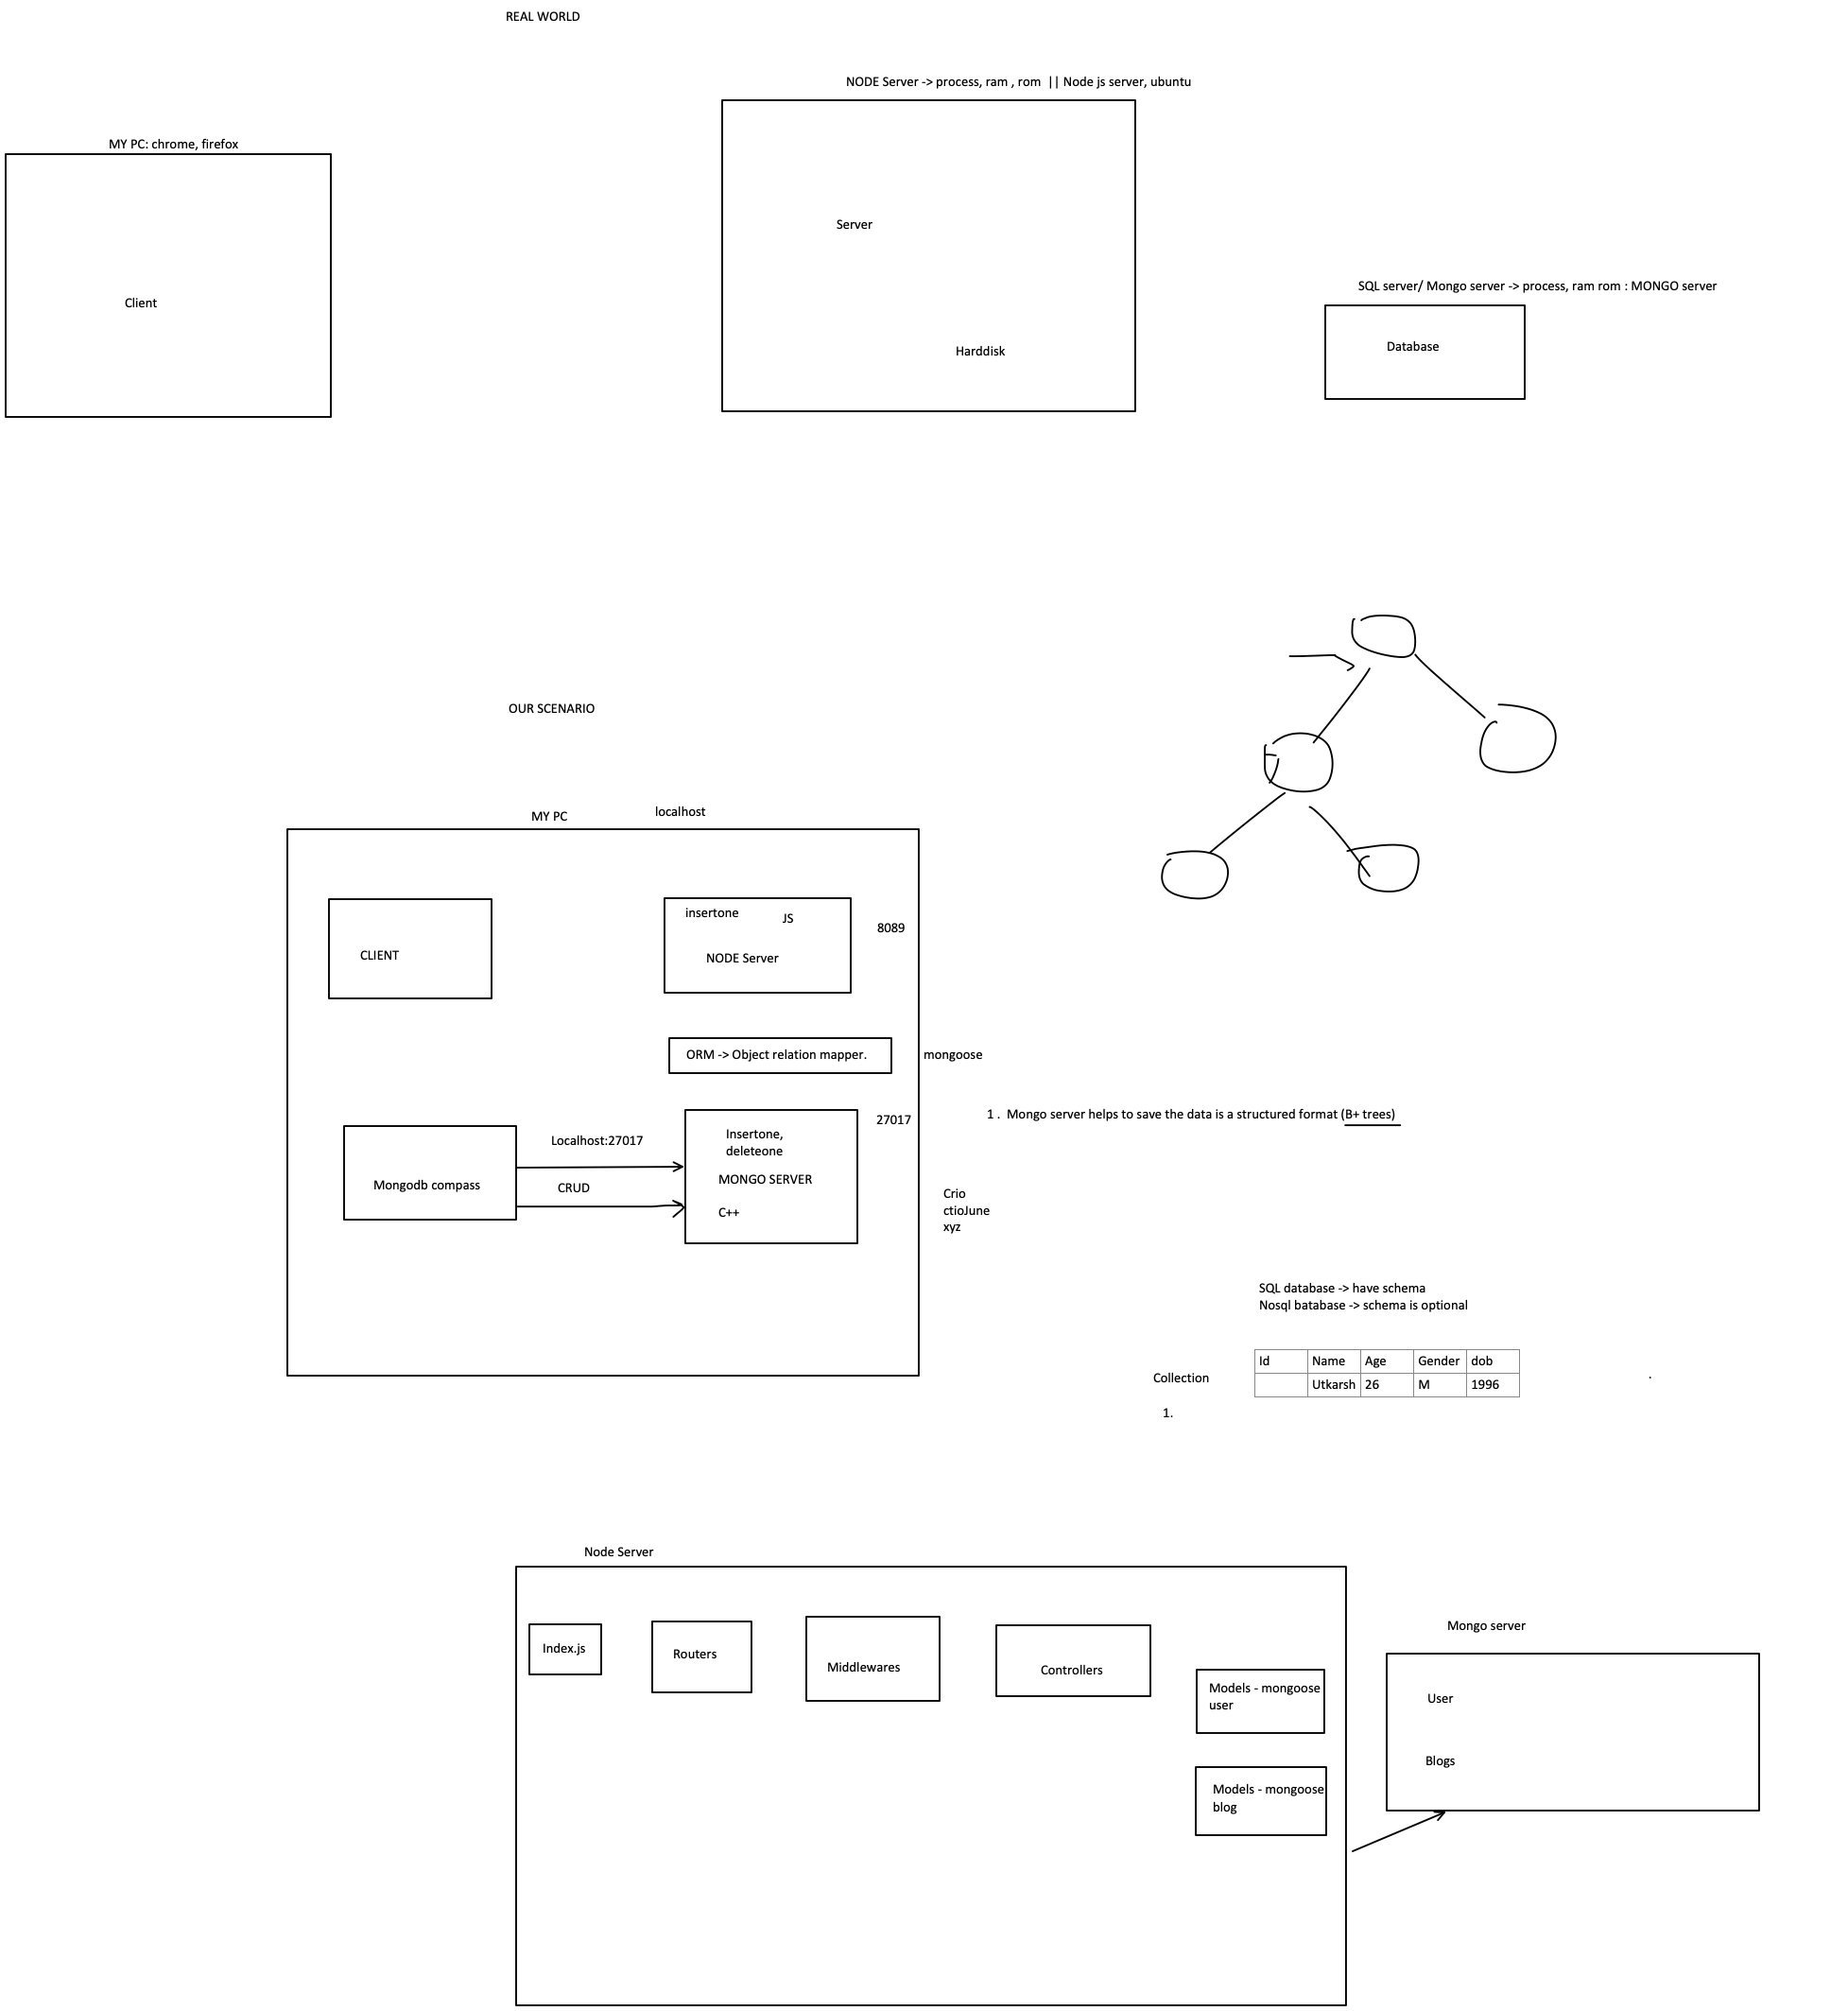 REAL WORLD
NODE Server -> process, ram , rom  || Node js server, ubuntu
MY PC: chrome, firefox
Server
SQL server/ Mongo server -> process, ram rom : MONGO server
Client
Database
Harddisk
OUR SCENARIO
MY PC
localhost
insertone
JS
8089
CLIENT
NODE Server
ORM -> Object relation mapper.
mongoose
27017
1 .  Mongo server helps to save the data is a structured format (B+ trees)
Insertone,
deleteone
Localhost:27017
Mongodb compass
CRUD
MONGO SERVER
C++
Crio
ctioJune
xyz
SQL database -> have schema
Nosql batabase -> schema is optional
Id Name Age Gender dob
Collection
Utkarsh 26 M 1996
1.
Node Server
Index.js
Routers
Middlewares
Controllers
Models - mongoose
user
Models - mongoose
blog
Mongo server
User
Blogs